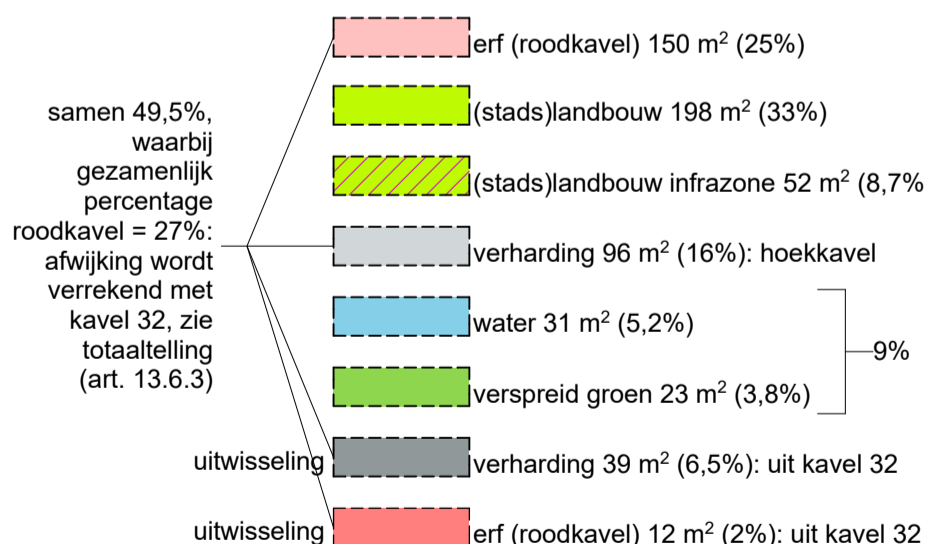 erf (roodkavel) 150 m² (25%)
(stads)landbouw 198 m² (33%)
(stads)landbouw infrazone 52 m² (8,7%
verharding 96 m² (16%): hoekkavel
water 31 m² (5,2%)
verspreid groen 23 m² (3,8%)
9%
uitwisseling verharding 39 m² (6,5%): uit kavel 32
uitwisseling erf (roodkavel) 12 m² (2%): uit kavel 32
samen 49,5%,
waarbij
gezamenlijk
percentage
roodkavel = 27%:
afwijking wordt
verrekend met
kavel 32, zie
totaaltelling
(art. 13.6.3)